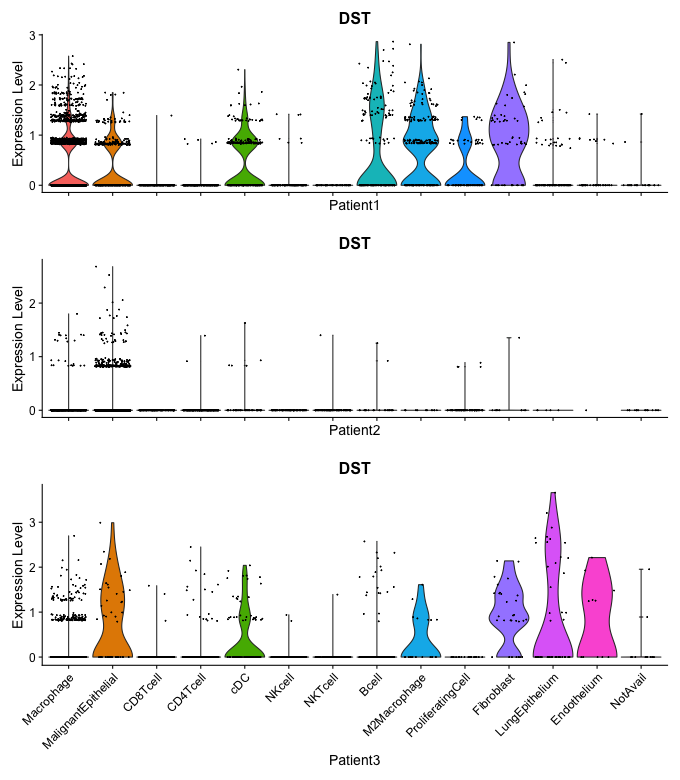 DST
Expression Level
3
2
1
0
Patient1
DST
Expression Level
2
1
0
Patient2
DST
Expression Level
3
2
1
0
Macrophage
MalignantEpithelial
CD8Tcell
CD4Tcell
cDC
NKcell
NKTcell
Bcell
M2Macrophage
ProliferatingCell
Fibroblast
LungEpithelium
Endothelium
NotAvail
Patient3